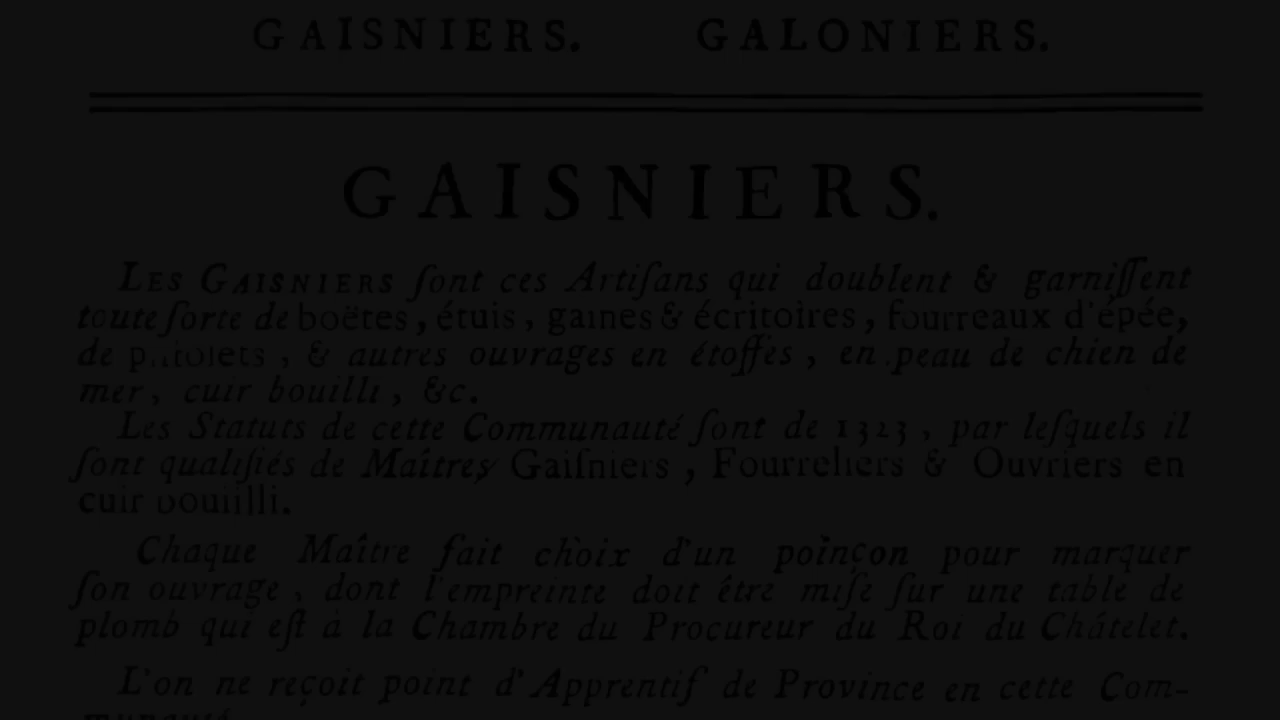 GAISNIERS. GALONIERS.
GAISNIERS.
LES GAISNIERS ſont ces Artiſans qui doublent & garniſſent
toute ſorte de boëtes, étuis, gaines & écritoires, fourreaux d'épée,
de & autres ouvrages en étoffes, en peau de chien de
mer, cuir bouilli, &c.
Les Statuts de cette Communauté ſont de 1323, par leſquels il
ſont qualifiés de Maîtres Gaiſniers, Fourreliers & Ouvriers en
cuir bouilli.
Chaque Maître fait choix d'un poinçon pour marquer
ſon ouvrage, dont l'empreinte doit être miſe ſur une table de
plomb qui eſt à la Chambre du Procureur du Roi du Châtelet.
L'on ne reçoit point d'Apprentif de Province en cette Com-